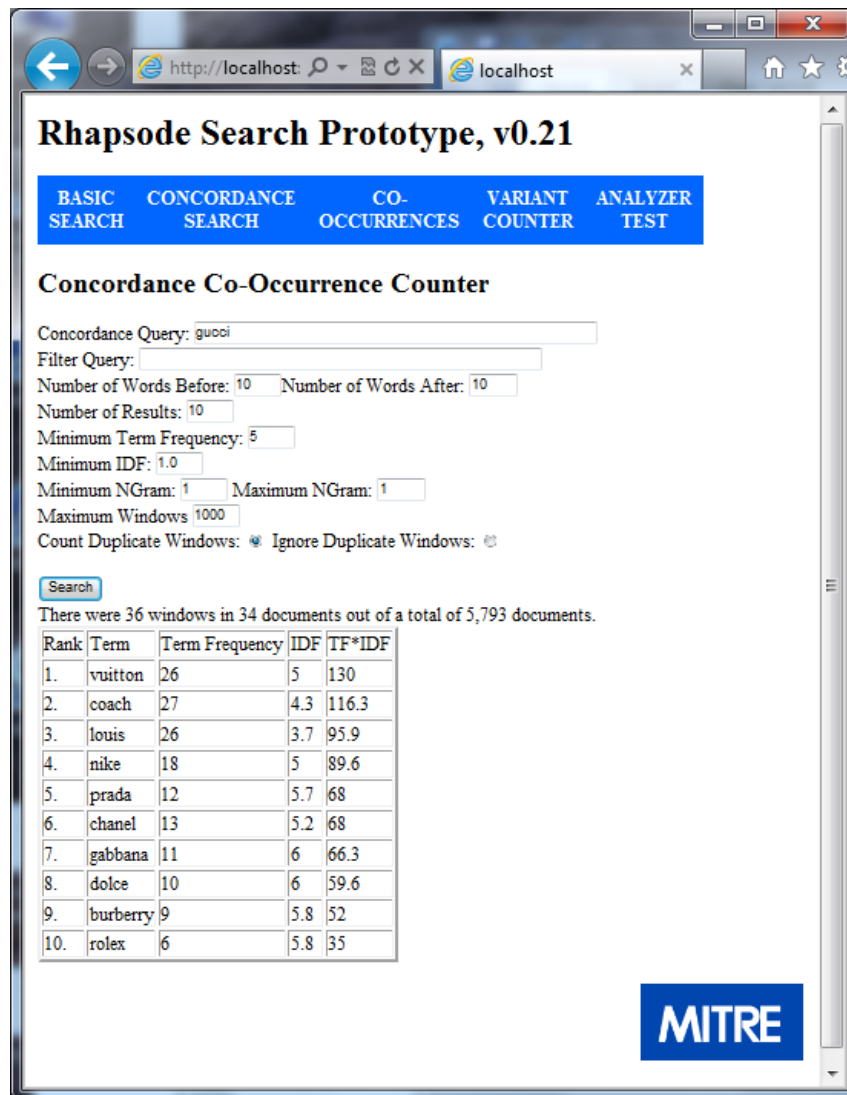 http://localhost:
localhost
Rhapsode Search Prototype, v0.21
BASIC SEARCH CONCORDANCE SEARCH CO-OCCURRENCES VARIANT COUNTER ANALYZER TEST
Concordance Co-Occurrence Counter
Concordance Query: gucci
Filter Query:
Number of Words Before: 10 Number of Words After: 10
Number of Results: 10
Minimum Term Frequency: 5
Minimum IDF: 1.0
Minimum NGram: 1 Maximum NGram: 1
Maximum Windows 1000
Count Duplicate Windows: Ignore Duplicate Windows:
Search
There were 36 windows in 34 documents out of a total of 5,793 documents.
Rank Term Term Frequency IDF TF*IDF
1. vuitton 26 5 130
2. coach 27 4.3 116.3
3. louis 26 3.7 95.9
4. nike 18 5 89.6
5. prada 12 5.7 68
6. chanel 13 5.2 68
7. gabbana 11 6 66.3
8. dolce 10 6 59.6
9. burberry 9 5.8 52
10. rolex 6 5.8 35
MITRE